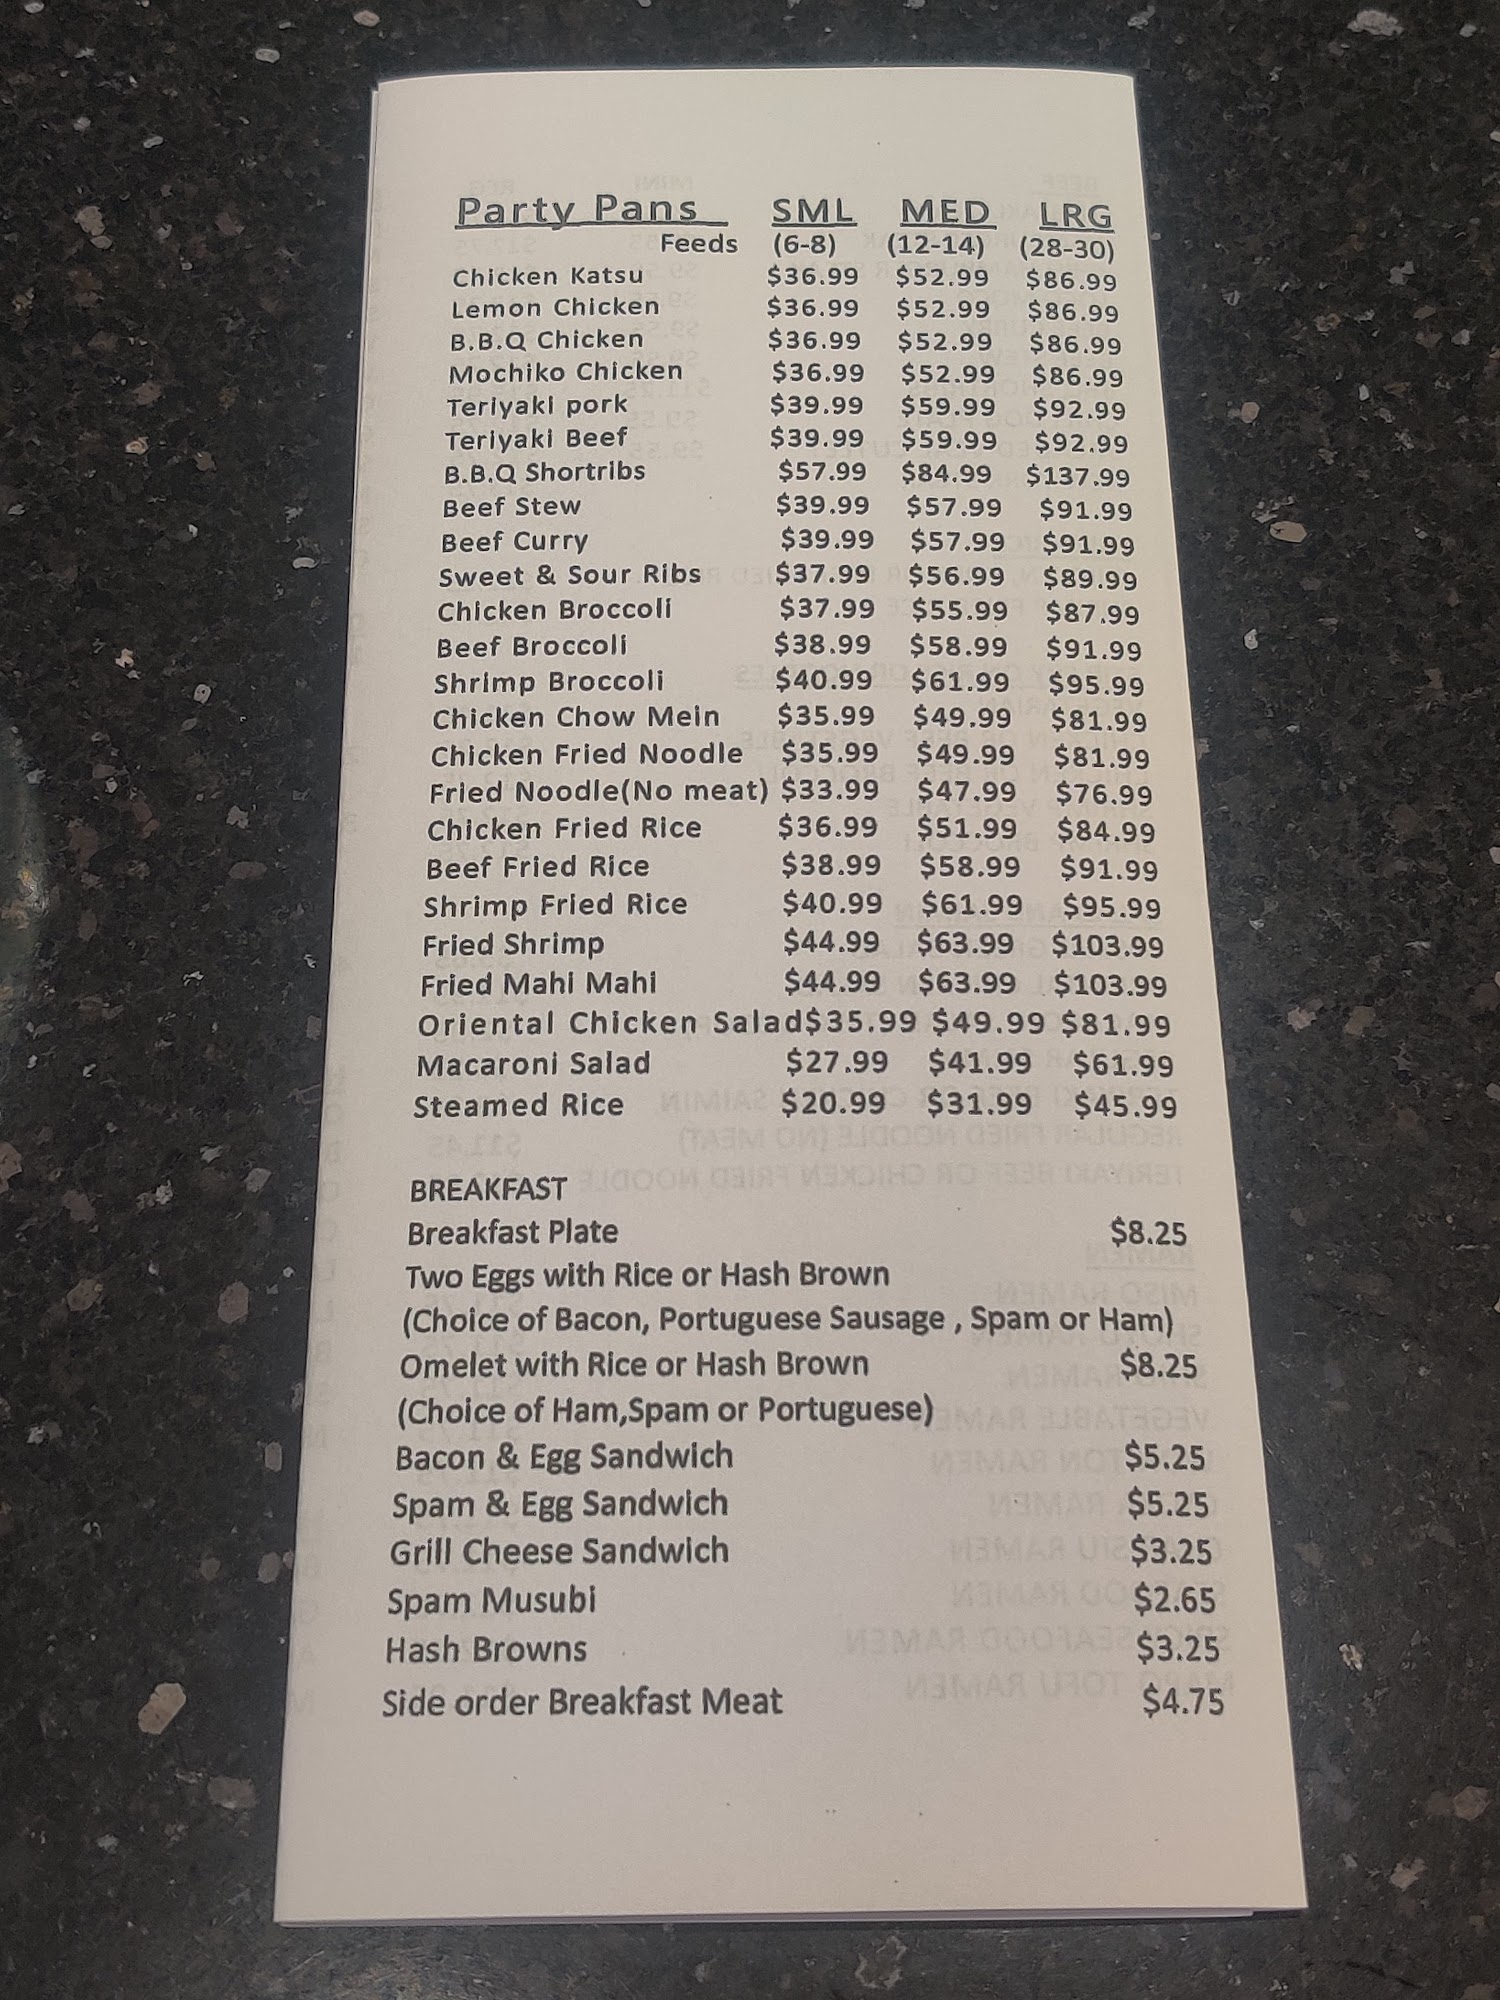 Party Pans SML MED LRG
Feeds (6-8) (12-14) (28-30)
Chicken Katsu $36.99 $52.99 $86.99
Lemon Chicken $36.99 $52.99 $86.99
B.B.Q Chicken $36.99 $52.99 $86.99
Mochiko Chicken $36.99 $52.99 $86.99
Teriyaki pork $39.99 $59.99 $92.99
Teriyaki Beef $39.99 $59.99 $92.99
B.B.Q Shortribs $57.99 $84.99 $137.99
Beef Stew $39.99 $57.99 $91.99
Beef Curry $39.99 $57.99 $91.99
Sweet & Sour Ribs $37.99 $56.99 $89.99
Chicken Broccoli $37.99 $55.99 $87.99
Beef Broccoli $38.99 $58.99 $91.99
Shrimp Broccoli $40.99 $61.99 $95.99
Chicken Chow Mein $35.99 $49.99 $81.99
Chicken Fried Noodle $35.99 $49.99 $81.99
Fried Noodle(No meat) $33.99 $47.99 $76.99
Chicken Fried Rice $36.99 $51.99 $84.99
Beef Fried Rice $38.99 $58.99 $91.99
Shrimp Fried Rice $40.99 $61.99 $95.99
Fried Shrimp $44.99 $63.99 $103.99
Fried Mahi Mahi $44.99 $63.99 $103.99
Oriental Chicken Salad$35.99 $49.99 $81.99
Macaroni Salad $27.99 $41.99 $61.99
Steamed Rice $20.99 $31.99 $45.99
BREAKFAST
Breakfast Plate $8.25
Two Eggs with Rice or Hash Brown
(Choice of Bacon, Portuguese Sausage , Spam or Ham)
Omelet with Rice or Hash Brown $8.25
(Choice of Ham,Spam or Portuguese)
Bacon & Egg Sandwich $5.25
Spam & Egg Sandwich $5.25
Grill Cheese Sandwich $3.25
Spam Musubi $2.65
Hash Browns $3.25
Side order Breakfast Meat $4.75